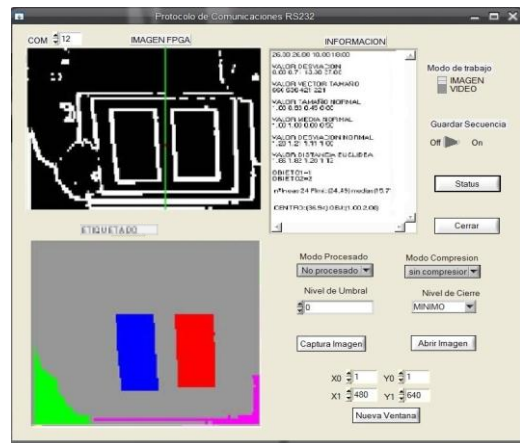 Protocolo de Comunicaciones RS232
COM 12 IMAGEN FPGA INFORMACION
VALOR DESVIACION
VALOR VECTOR TAMAÑO
VALOR TAMAÑO NORMAL
VALOR MEDIA NORMAL
VALOR DESVIACION NORMAL
VALOR DISTANCIA EUCLIDEA
OBJETO1=1
OBJETO2=2
Modo de trabajo
IMAGEN
VIDEO
Guardar Secuencia
Off On
Status
Cerrar
ETIQUETADO
Modo Procesado Modo Compresion
No procesado sin compresior
Nivel de Umbral Nivel de Cierre
0 MINIMO
Captura Imagen Abrir Imagen
X0 1 Y0 1
X1 480 Y1 640
Nueva Ventana